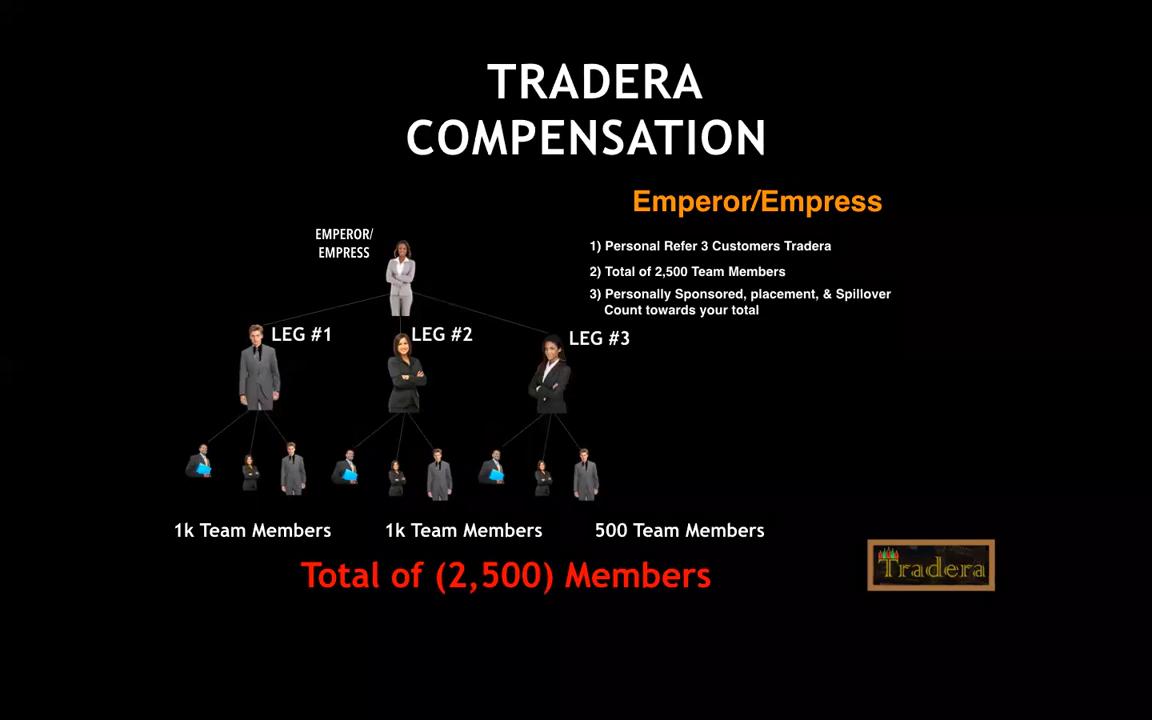 TRADERA
COMPENSATION
Emperor/Empress
EMPEROR/
EMPRESS
1) Personal Refer 3 Customers Tradera
2) Total of 2,500 Team Members
3) Personally Sponsored, placement, & Spillover
Count towards your total
LEG #1
LEG #2
LEG #3
1k Team Members
1k Team Members
500 Team Members
Total of (2,500) Members
Tradera